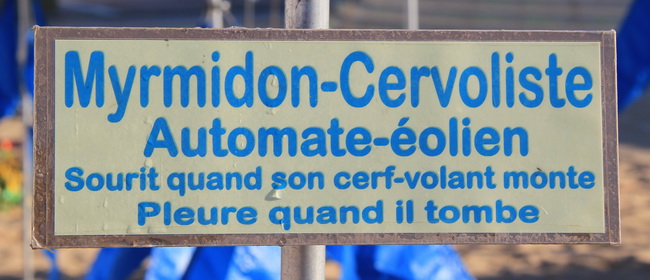 Myrmidon-Cervoliste
Automate-éolien
Sourit quand son cerf-volant monte
Pleure quand il tombe